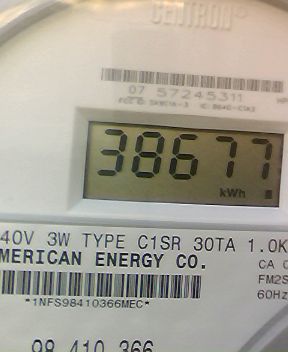 CENTRON®
07 57245311
38677
kWh
40V 3W TYPE C1SR 30TA 1.0K
MERICAN ENERGY CO. CA 0
FM2S
60Hz
*1NFS98410366MEC*
98 410 366